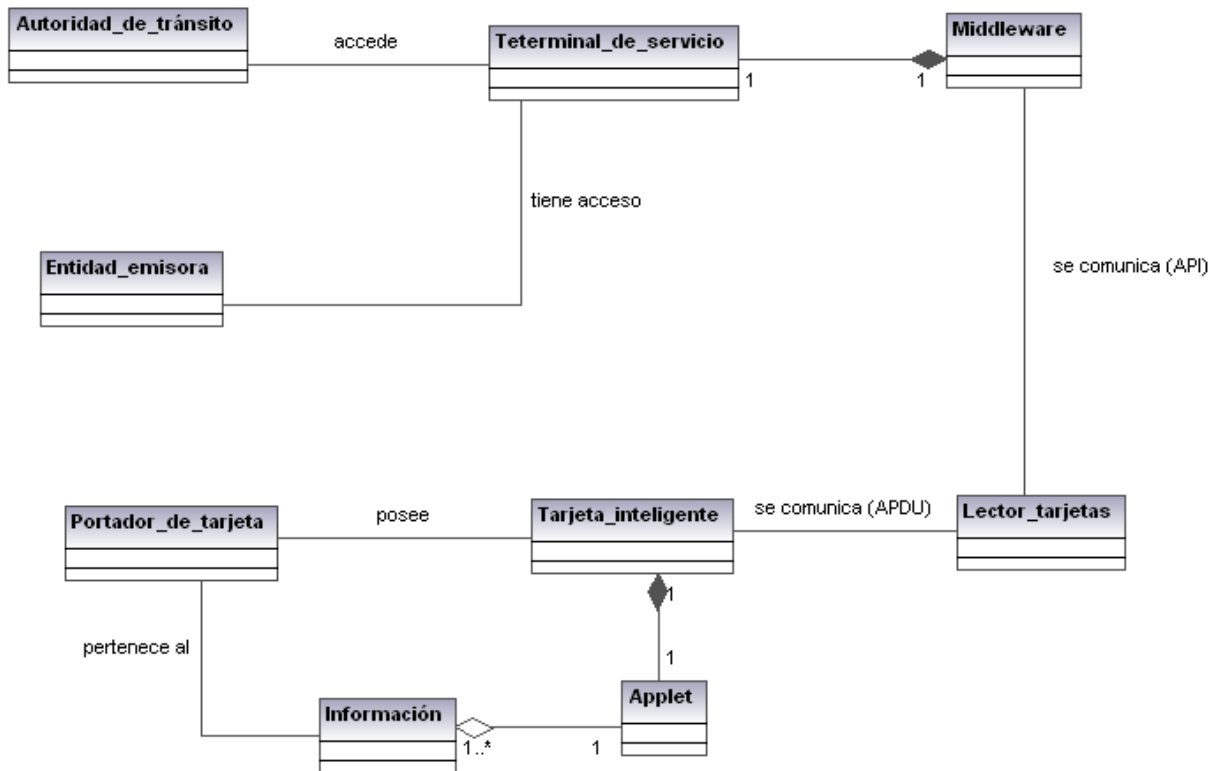 Autoridad_de_tránsito
accede
Teterminal_de_servicio
1
1
Middleware
tiene acceso
Entidad_emisora
se comunica (API)
Portador_de_tarjeta
posee
Tarjeta_inteligente
se comunica (APDU)
Lector_tarjetas
1
pertenece al
1
Applet
Información
1..*
1